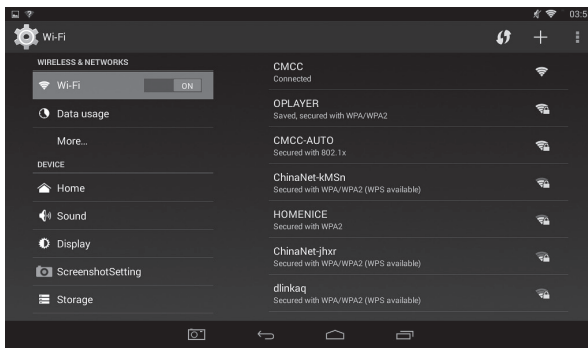 03:5
Wi-Fi
WIRELESS & NETWORKS
Wi-Fi ON
Data usage
More...
DEVICE
Home
Sound
Display
ScreenshotSetting
Storage
CMCC
Connected
OPLAYER
Saved, secured with WPA/WPA2
CMCC-AUTO
Secured with 802.1x
ChinaNet-kMSn
Secured with WPA/WPA2 (WPS available)
HOMENICE
Secured with WPA2
ChinaNet-jhxr
Secured with WPA/WPA2 (WPS available)
dlinkaq
Secured with WPA/WPA2 (WPS available)